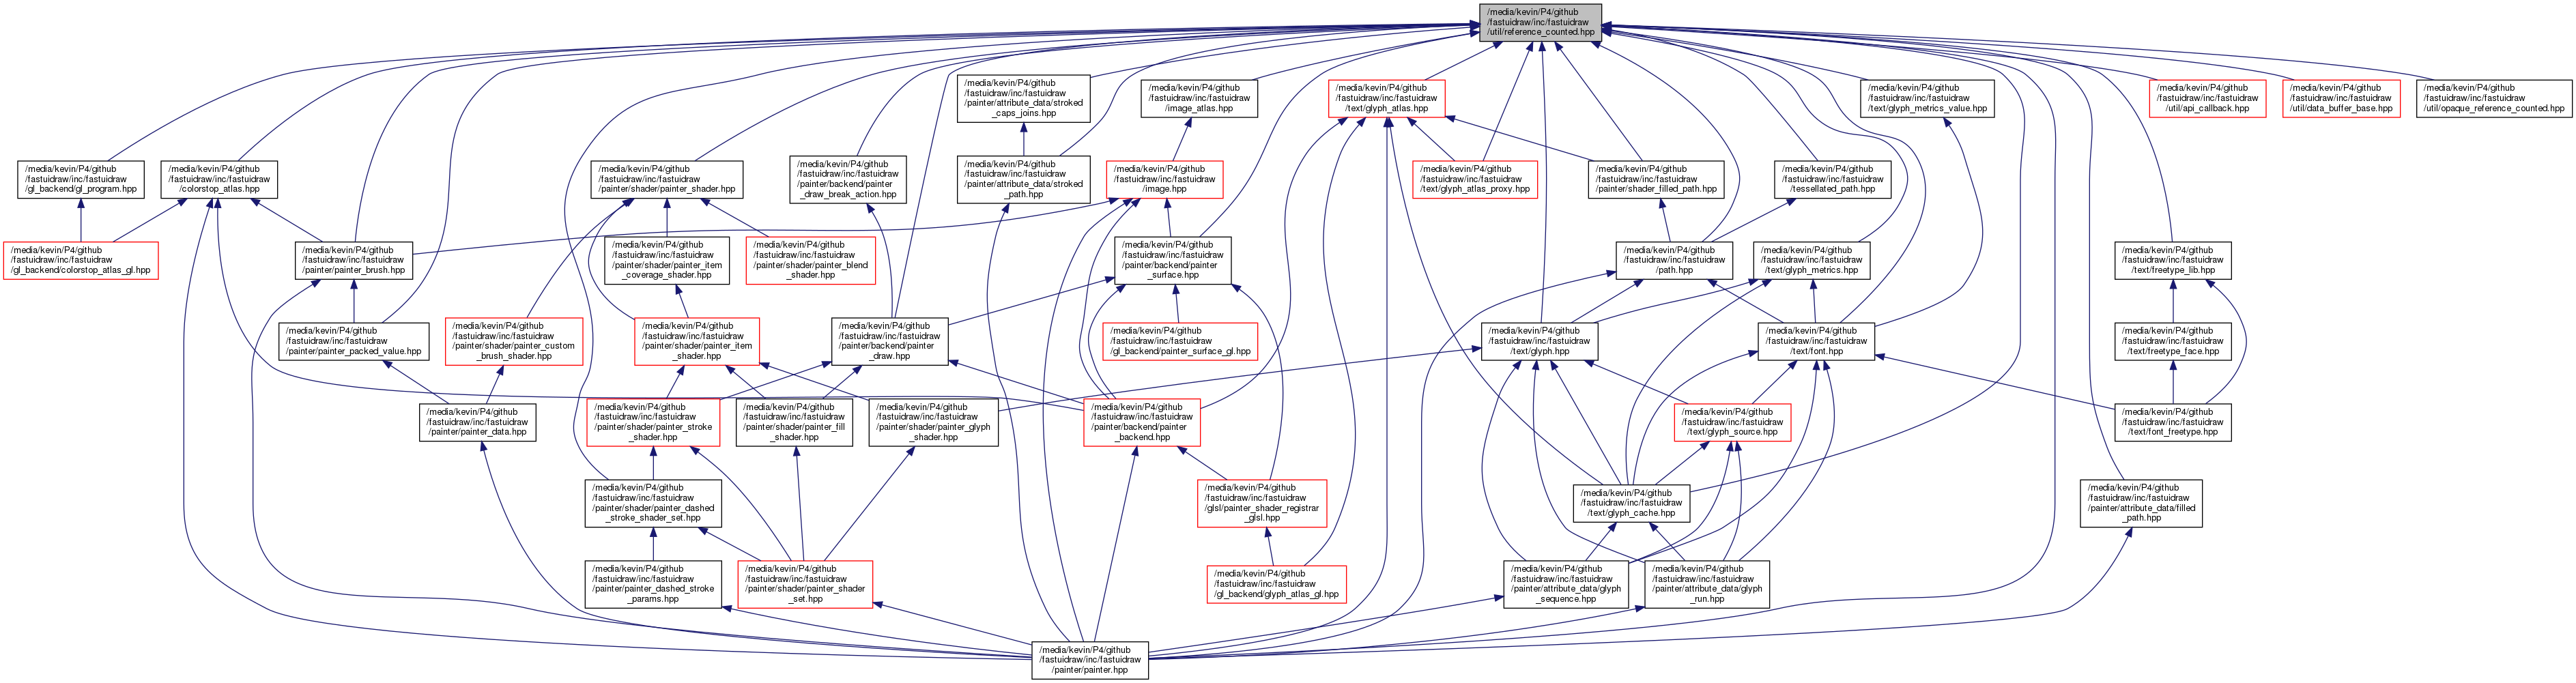 /media/kevin/P4/github
/fastuidraw/inc/fastuidraw
/util/reference_counted.hpp
/media/kevin/P4/github
/fastuidraw/inc/fastuidraw
/painter/attribute_data/stroked
_caps_joins.hpp
/media/kevin/P4/github
/fastuidraw/inc/fastuidraw
/image_atlas.hpp
/media/kevin/P4/github
/fastuidraw/inc/fastuidraw
/text/glyph_atlas.hpp
/media/kevin/P4/github
/fastuidraw/inc/fastuidraw
/text/glyph_metrics_value.hpp
/media/kevin/P4/github
/fastuidraw/inc/fastuidraw
/util/util/api_callback.hpp
/media/kevin/P4/github
/fastuidraw/inc/fastuidraw
/util/data_buffer_base.hpp
/media/kevin/P4/github
/fastuidraw/inc/fastuidraw
/util/opaque_reference_counted.hpp
/media/kevin/P4/github
/fastuidraw/inc/fastuidraw
/gl_backend/gl_program.hpp
/media/kevin/P4/github
/fastuidraw/inc/fastuidraw
/colorstop_atlas.hpp
/media/kevin/P4/github
/fastuidraw/inc/fastuidraw
/painter/shader/painter_shader.hpp
/media/kevin/P4/github
/fastuidraw/inc/fastuidraw
/painter/backend/painter
_draw_break_action.hpp
/media/kevin/P4/github
/fastuidraw/inc/fastuidraw
/painter/attribute_data/stroked
_path.hpp
/media/kevin/P4/github
/fastuidraw/inc/fastuidraw
/image.hpp
/media/kevin/P4/github
/fastuidraw/inc/fastuidraw
/text/glyph_atlas_proxy.hpp
/media/kevin/P4/github
/fastuidraw/inc/fastuidraw
/painter/shader_filled_path.hpp
/media/kevin/P4/github
/fastuidraw/inc/fastuidraw
/tessellated_path.hpp
/media/kevin/P4/github
/fastuidraw/inc/fastuidraw
/gl_backend/colorstop_atlas_gl.hpp
/media/kevin/P4/github
/fastuidraw/inc/fastuidraw
/painter/painter_brush.hpp
/media/kevin/P4/github
/fastuidraw/inc/fastuidraw
/painter/shader/painter_item
_coverage_shader.hpp
/media/kevin/P4/github
/fastuidraw/inc/fastuidraw
/painter/shader/painter_blend
_shader.hpp
/media/kevin/P4/github
/fastuidraw/inc/fastuidraw
/painter/backend/painter
_surface.hpp
/media/kevin/P4/github
/fastuidraw/inc/fastuidraw
/path.hpp
/media/kevin/P4/github
/fastuidraw/inc/fastuidraw
/text/glyph_metrics.hpp
/media/kevin/P4/github
/fastuidraw/inc/fastuidraw
/text/freetype_lib.hpp
/media/kevin/P4/github
/fastuidraw/inc/fastuidraw
/painter/painter_packed_value.hpp
/media/kevin/P4/github
/fastuidraw/inc/fastuidraw
/painter/shader/painter_custom
_brush_shader.hpp
/media/kevin/P4/github
/fastuidraw/inc/fastuidraw
/painter/shader/painter_item
_shader.hpp
/media/kevin/P4/github
/fastuidraw/inc/fastuidraw
/painter/backend/painter
_draw.hpp
/media/kevin/P4/github
/fastuidraw/inc/fastuidraw
/gl_backend/painter_surface_gl.hpp
/media/kevin/P4/github
/fastuidraw/inc/fastuidraw
/text/glyph.hpp
/media/kevin/P4/github
/fastuidraw/inc/fastuidraw
/text/font.hpp
/media/kevin/P4/github
/fastuidraw/inc/fastuidraw
/text/freetype_face.hpp
/media/kevin/P4/github
/fastuidraw/inc/fastuidraw
/painter/painter_data.hpp
/media/kevin/P4/github
/fastuidraw/inc/fastuidraw
/painter/shader/painter_stroke
_shader.hpp
/media/kevin/P4/github
/fastuidraw/inc/fastuidraw
/painter/shader/painter_fill
_shader.hpp
/media/kevin/P4/github
/fastuidraw/inc/fastuidraw
/painter/shader/painter_glyph
_shader.hpp
/media/kevin/P4/github
/fastuidraw/inc/fastuidraw
/painter/backend/painter
_backend.hpp
/media/kevin/P4/github
/fastuidraw/inc/fastuidraw
/text/glyph_source.hpp
/media/kevin/P4/github
/fastuidraw/inc/fastuidraw
/text/font_freetype.hpp
/media/kevin/P4/github
/fastuidraw/inc/fastuidraw
/painter/shader/painter_dashed
_stroke_shader_set.hpp
/media/kevin/P4/github
/fastuidraw/inc/fastuidraw
/glsl/painter_shader_registrar
_glsl.hpp
/media/kevin/P4/github
/fastuidraw/inc/fastuidraw
/text/glyph_cache.hpp
/media/kevin/P4/github
/fastuidraw/inc/fastuidraw
/painter/attribute_data/filled
_path.hpp
/media/kevin/P4/github
/fastuidraw/inc/fastuidraw
/painter/painter_dashed_stroke
_params.hpp
/media/kevin/P4/github
/fastuidraw/inc/fastuidraw
/painter/shader/painter_shader
_set.hpp
/media/kevin/P4/github
/fastuidraw/inc/fastuidraw
/gl_backend/glyph_atlas_gl.hpp
/media/kevin/P4/github
/fastuidraw/inc/fastuidraw
/painter/attribute_data/glyph
_sequence.hpp
/media/kevin/P4/github
/fastuidraw/inc/fastuidraw
/painter/attribute_data/glyph
_run.hpp
/media/kevin/P4/github
/fastuidraw/inc/fastuidraw
/painter/painter.hpp